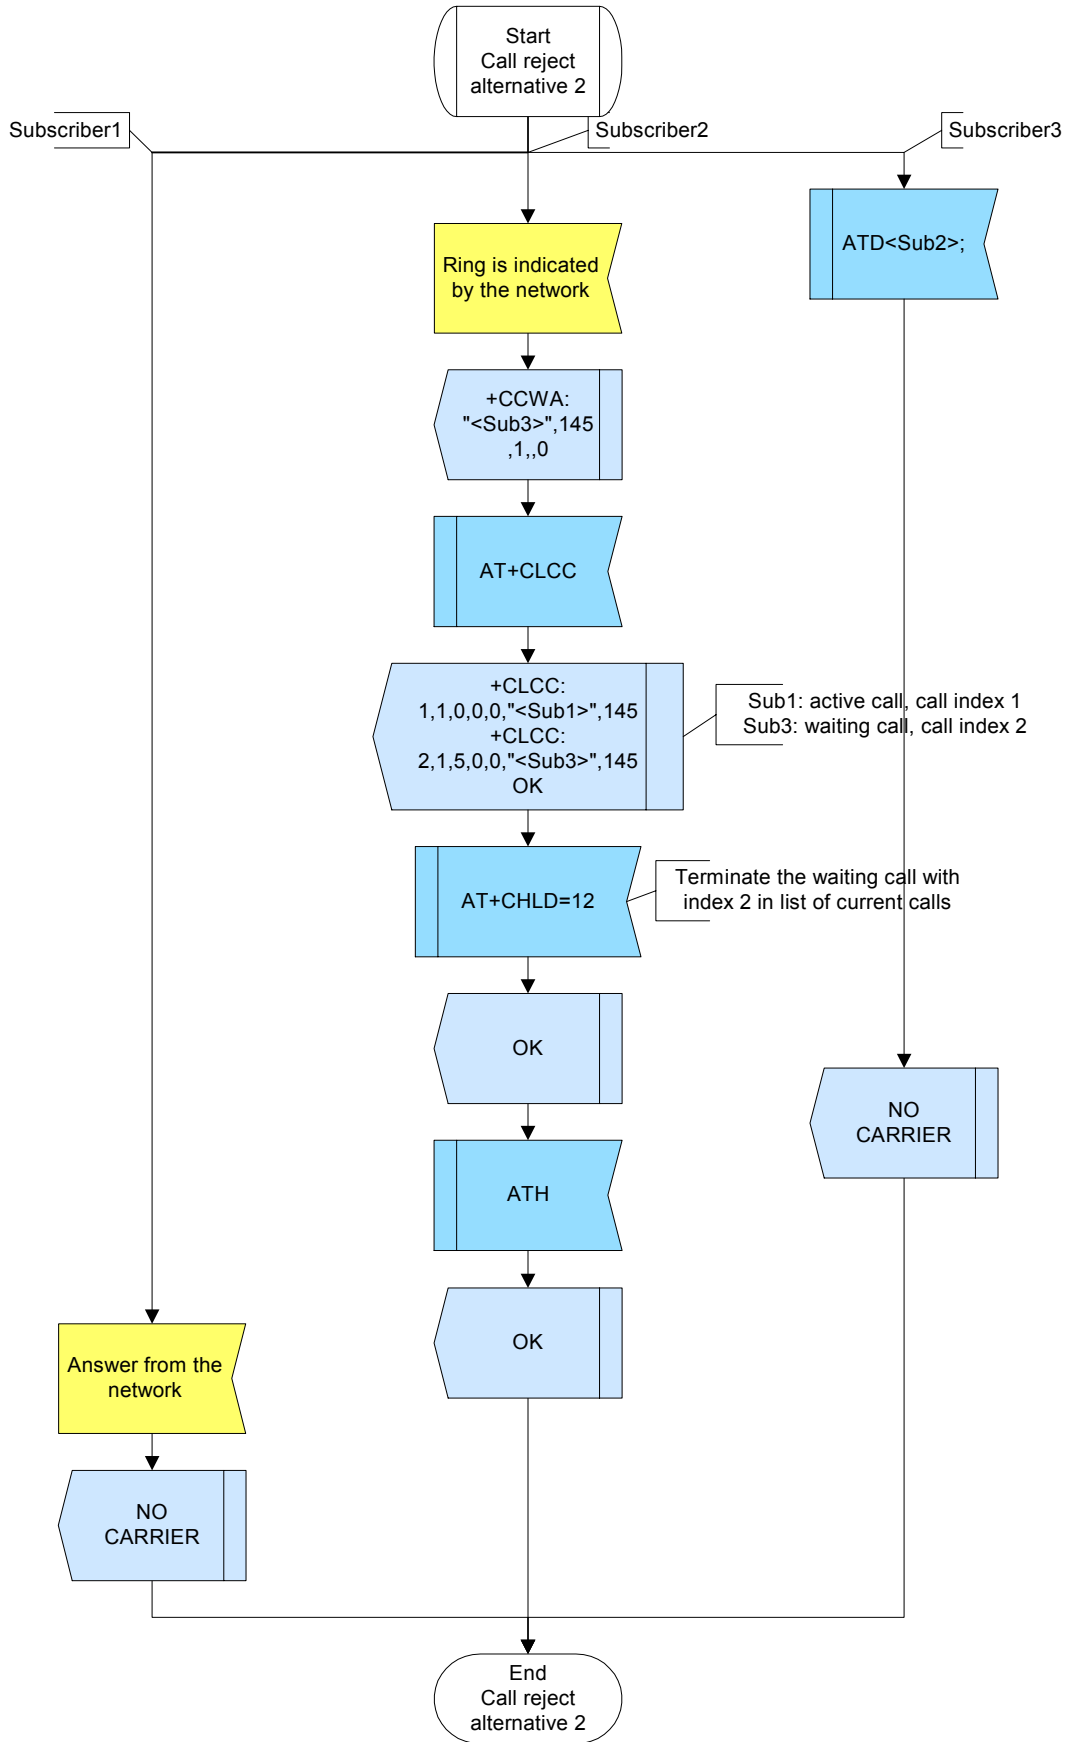 Start
Call reject
alternative 2
Subscriber1
Subscriber2
Subscriber3
ATD<Sub2>;
Ring is indicated
by the network
+CCWA:
"<Sub3>",145
,1,,0
AT+CLCC
+CLCC:
1,1,0,0,0,"<Sub1>",145
+CLCC:
2,1,5,0,0,"<Sub3>",145
OK
Sub1: active call, call index 1
Sub3: waiting call, call index 2
AT+CHLD=12
Terminate the waiting call with
index 2 in list of current calls
OK
NO
CARRIER
ATH
OK
Answer from the
network
NO
CARRIER
End
Call reject
alternative 2